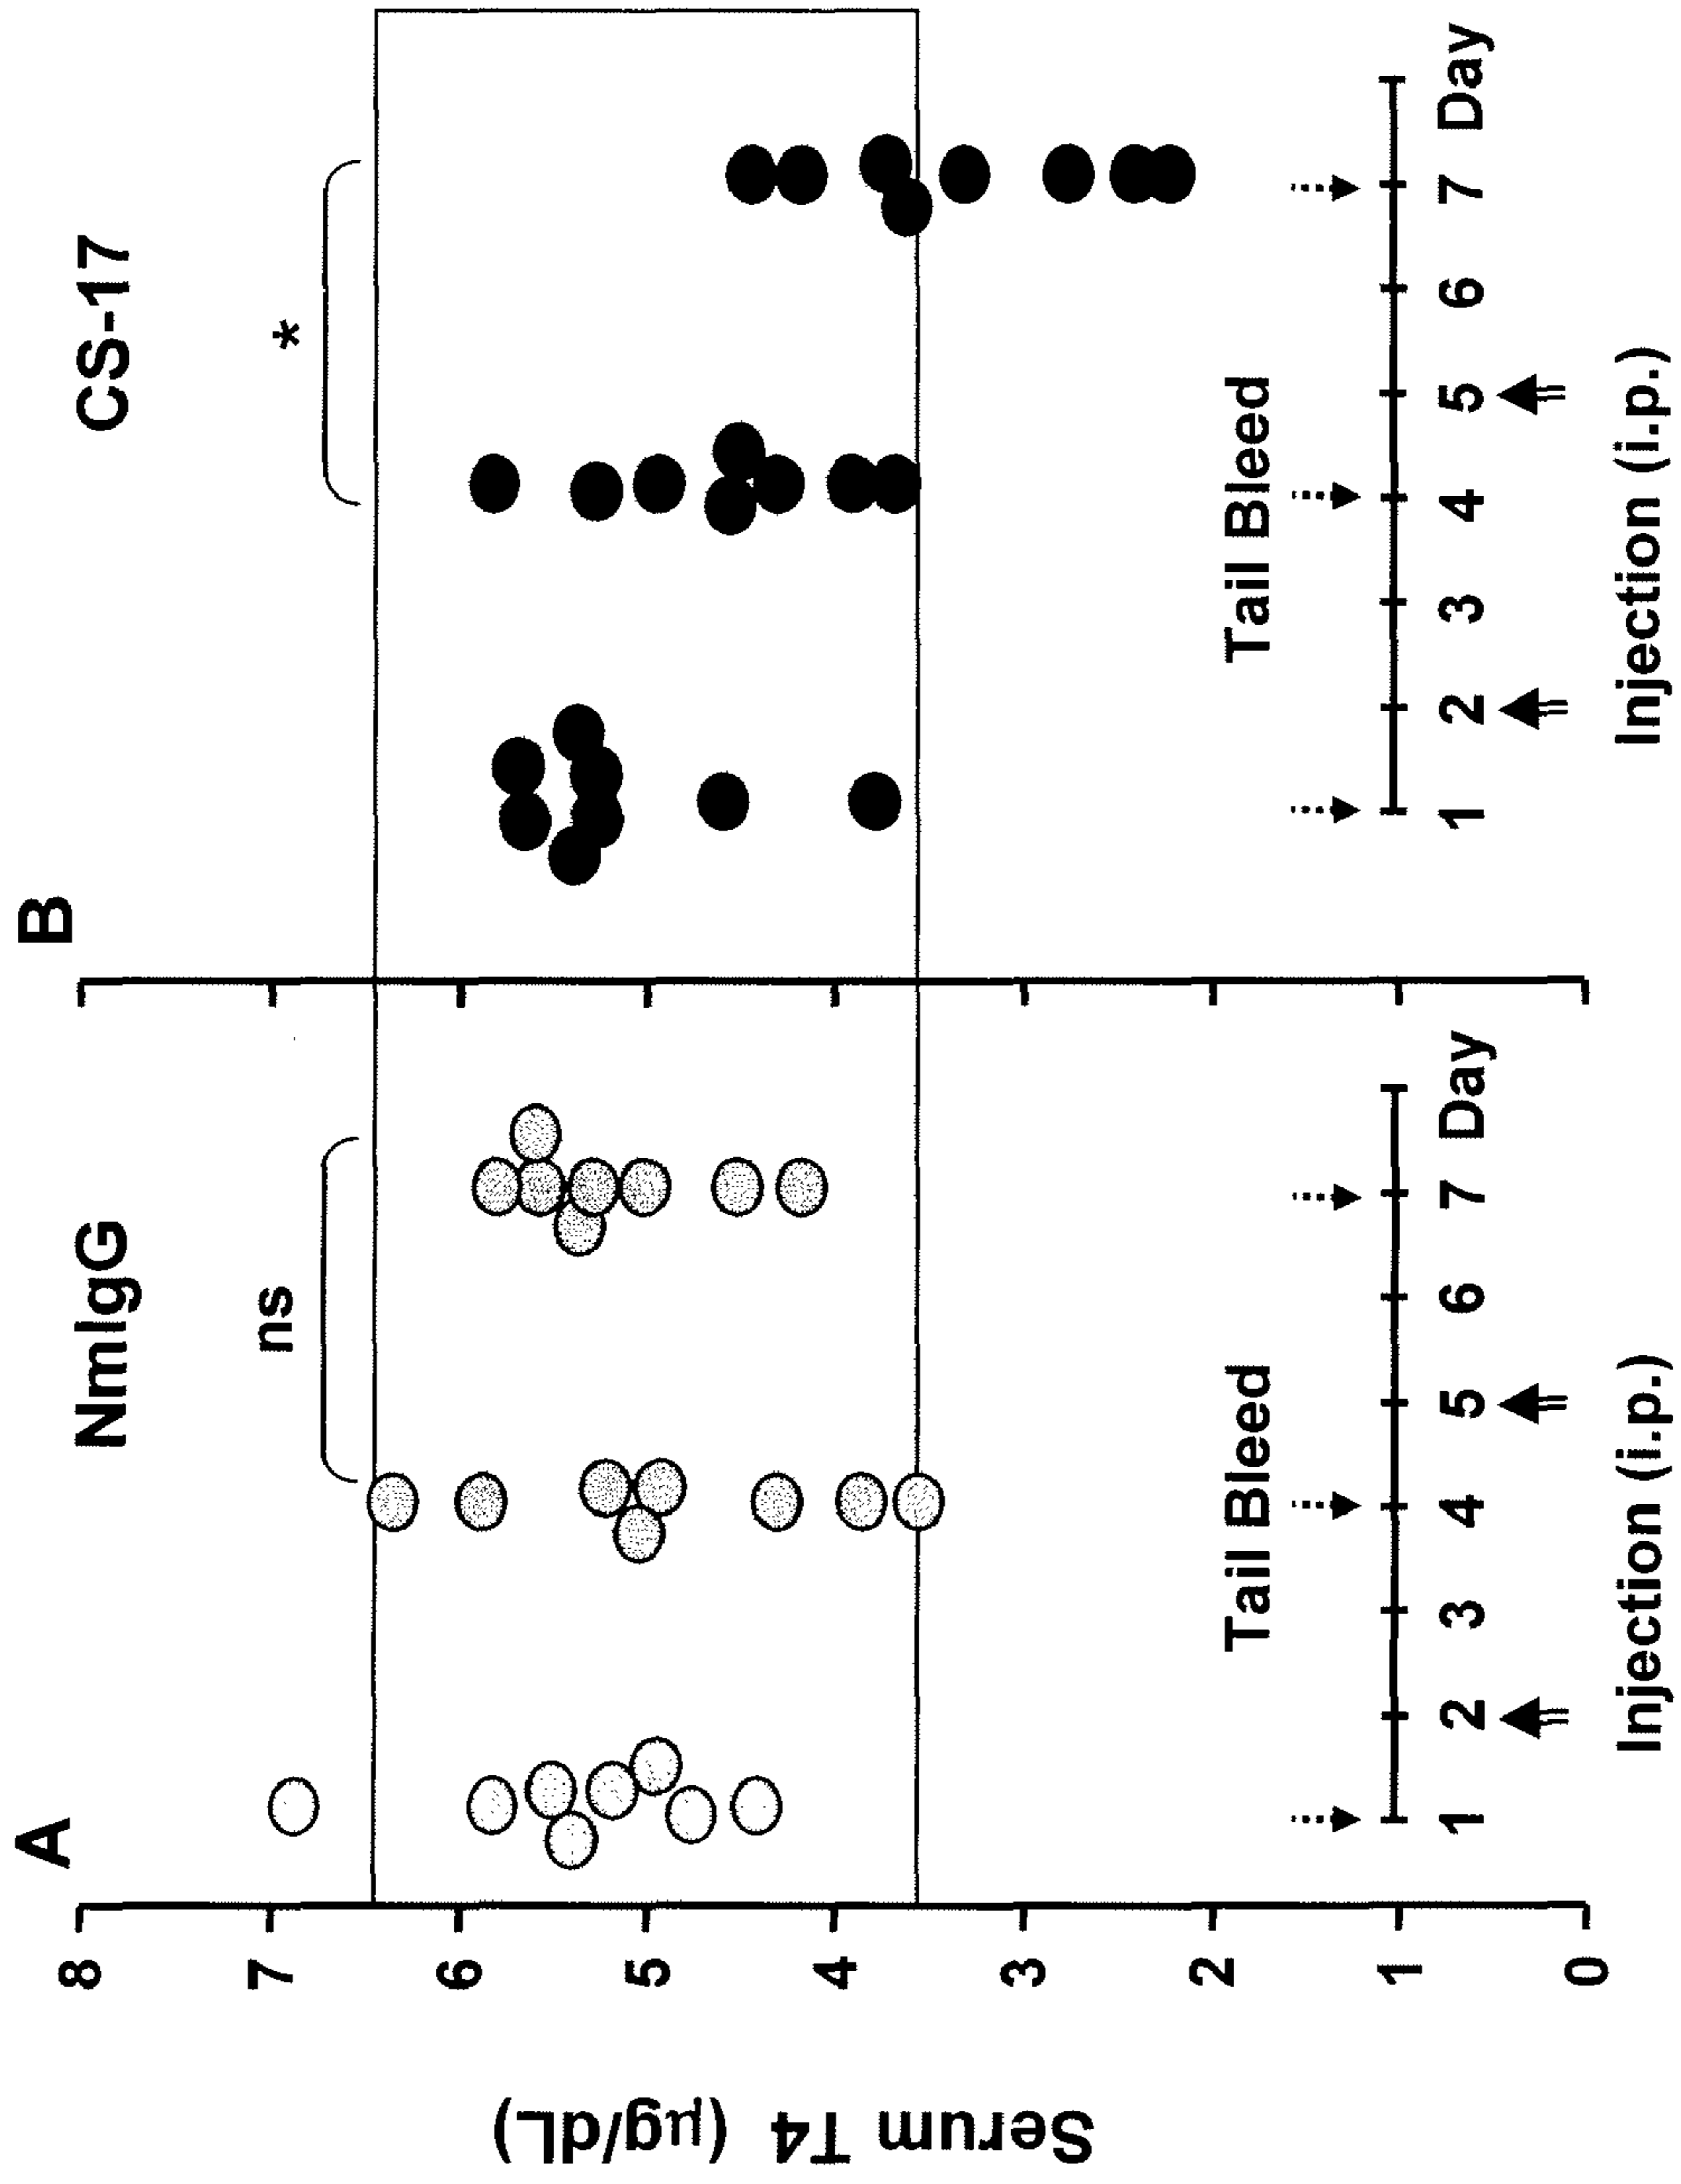 A
NmIgG
B
CS-17
ns
*
Serum T4 (µg/dL)
8
7
6
5
4
3
2
1
0
Tail Bleed
Tail Bleed
1 2 3 4 5 6 7 Day
1 2 3 4 5 6 7 Day
Injection (i.p.)
Injection (i.p.)